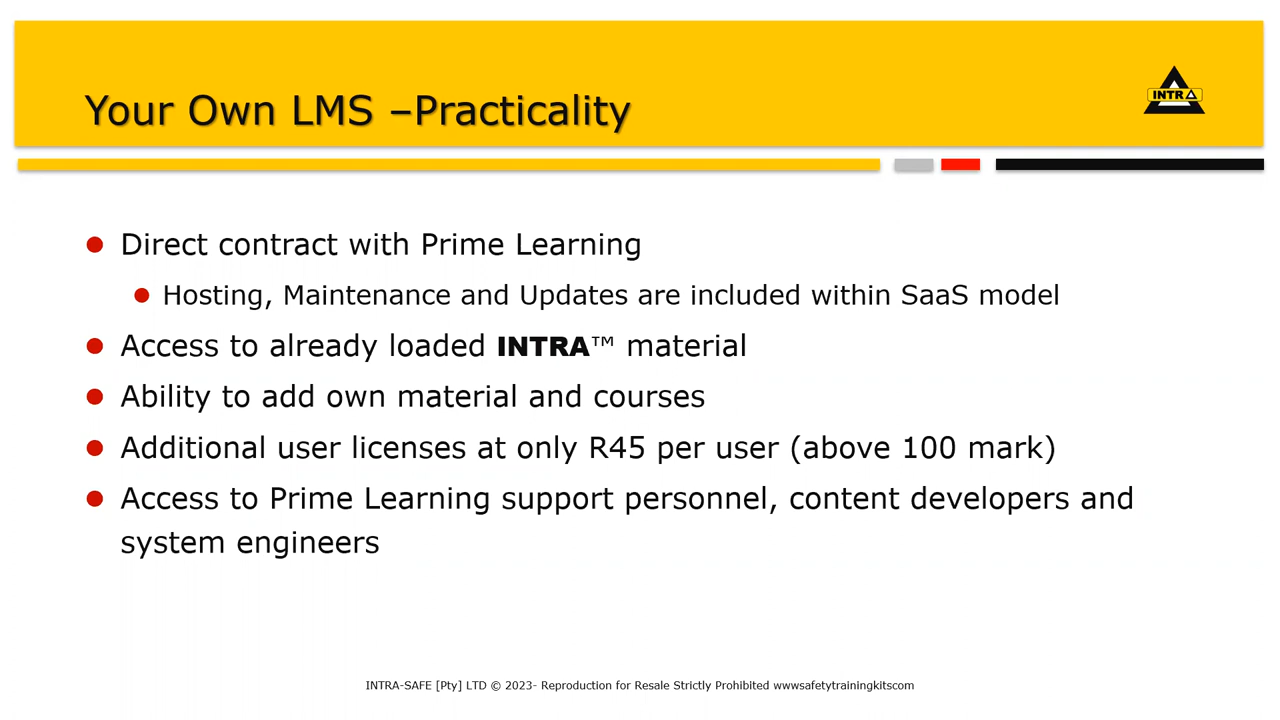 Your Own LMS –Practicality
INTRA
Direct contract with Prime Learning
Hosting, Maintenance and Updates are included within SaaS model
Access to already loaded INTRA™ material
Ability to add own material and courses
Additional user licenses at only R45 per user (above 100 mark)
Access to Prime Learning support personnel, content developers and
system engineers
INTRA-SAFE [Pty] LTD © 2023- Reproduction for Resale Strictly Prohibited wwwsafetytrainingkitscom